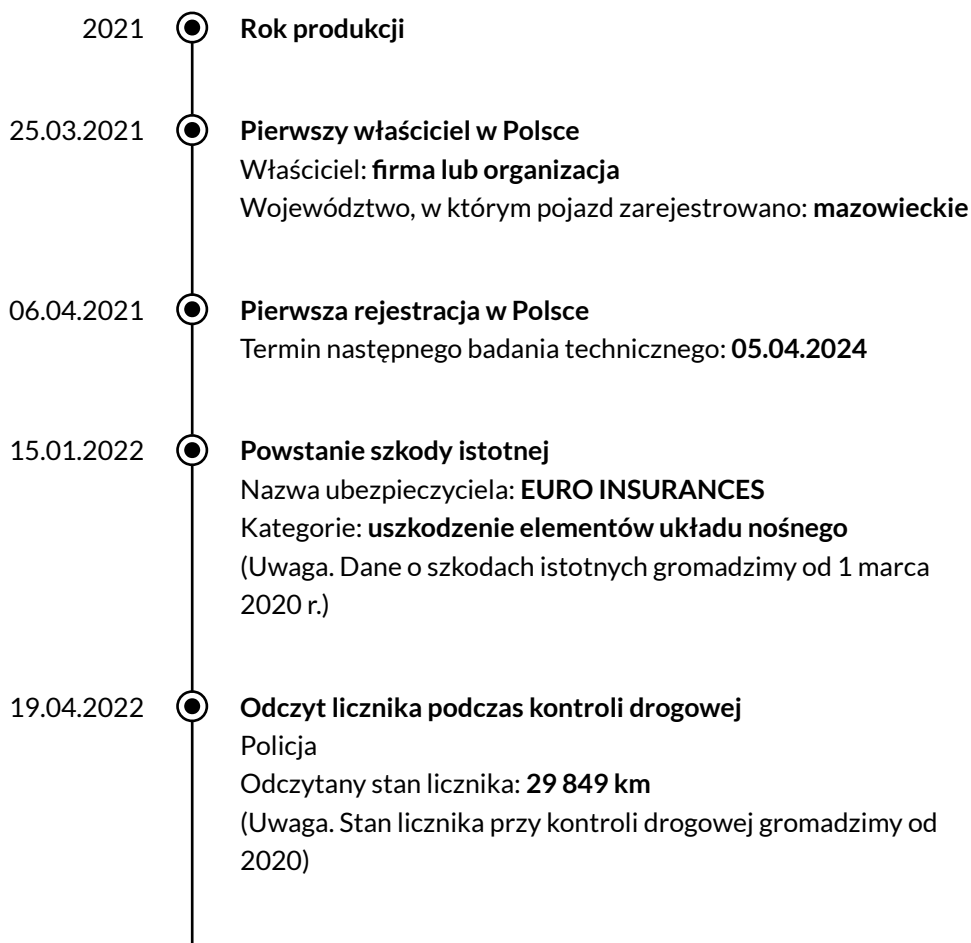 2021 Rok produkcji
25.03.2021 Pierwszy właściciel w Polsce
Właściciel: firma lub organizacja
Województwo, w którym pojazd zarejestrowano: mazowieckie
06.04.2021 Pierwsza rejestracja w Polsce
Termin następnego badania technicznego: 05.04.2024
15.01.2022 Powstanie szkody istotnej
Nazwa ubezpieczyciela: EURO INSURANCES
Kategorie: uszkodzenie elementów układu nośnego
(Uwaga. Dane o szkodach istotnych gromadzimy od 1 marca
2020 r.)
19.04.2022 Odczyt licznika podczas kontroli drogowej
Policja
Odczytany stan licznika: 29 849 km
(Uwaga. Stan licznika przy kontroli drogowej gromadzimy od
2020)